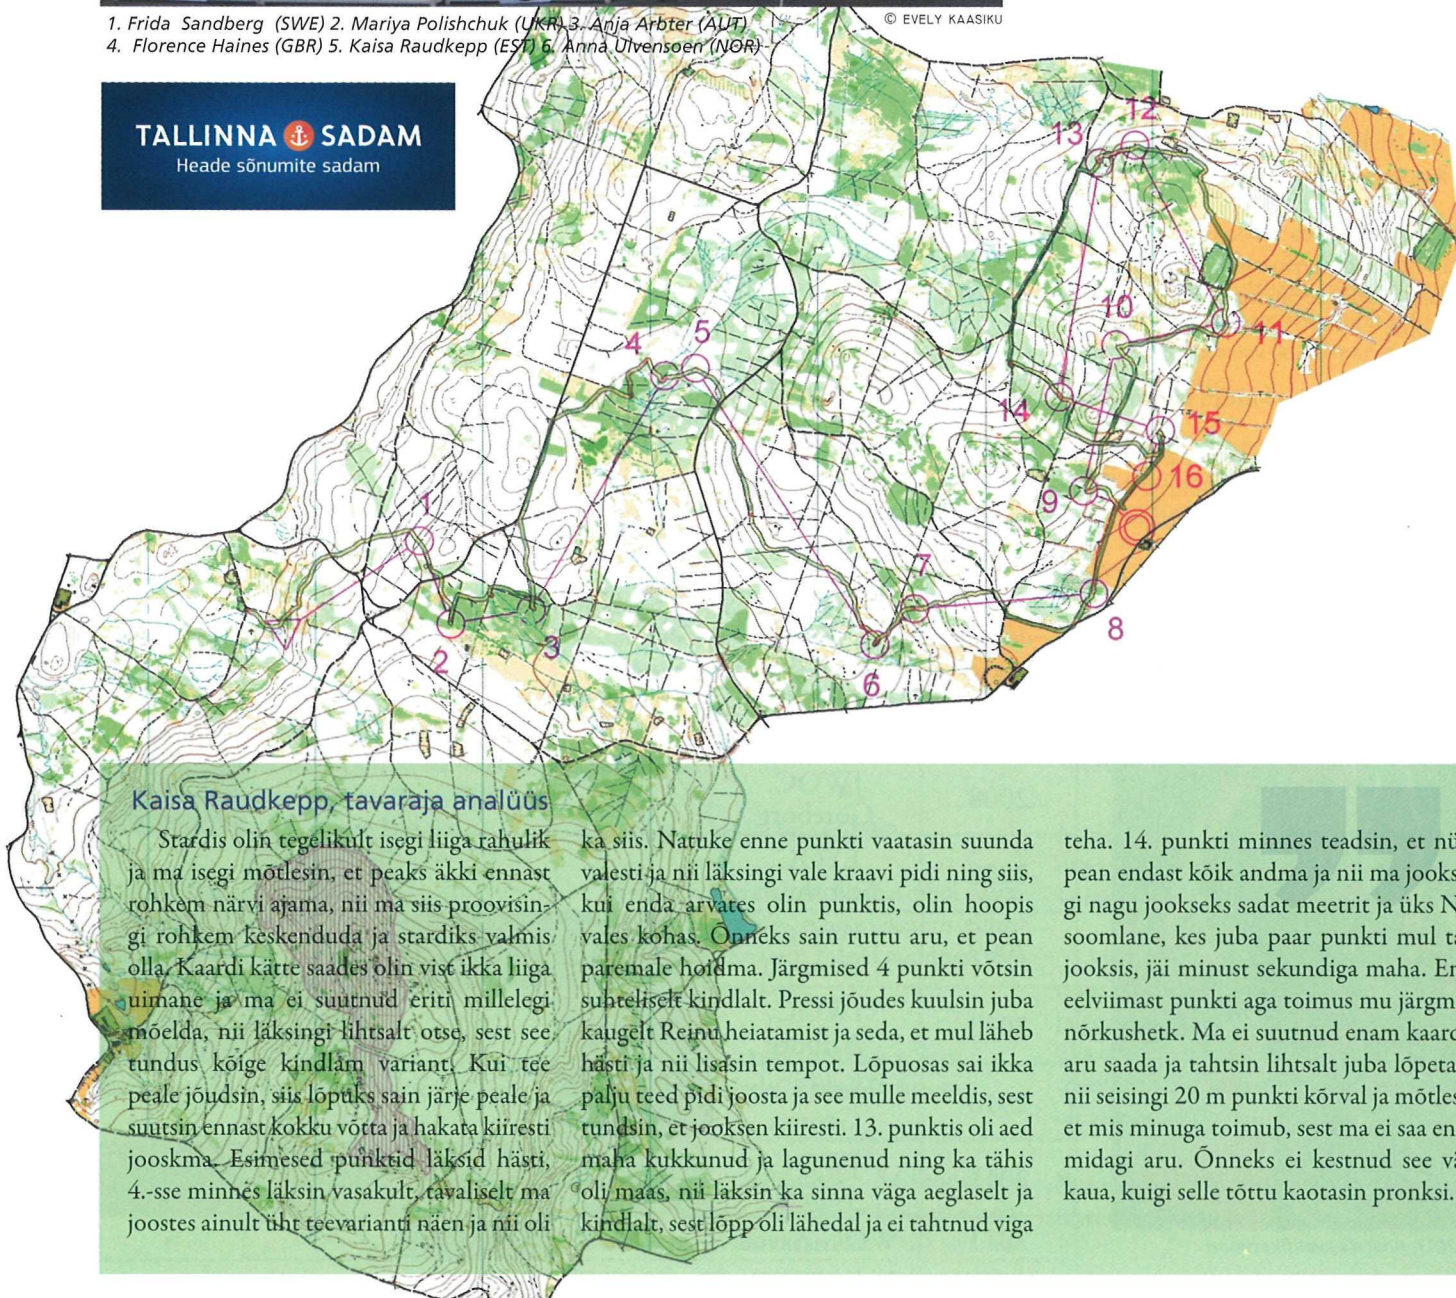 1. Frida Sandberg (SWE) 2. Mariya Polishchuk (UKR) 3. Anja Arbter (AUT)
4. Florence Haines (GBR) 5. Kaisa Raudkepp (EST) 6. Anna Ulvensoen (NOR)
© EVELY KAASIKU
TALLINNA SADAM
Heade sõnumite sadam
12
13
5
4
10
11
14
15
16
9
1
7
8
2
3
6
Kaisa Raudkepp, tavaraja analüüs
Stardis olin tegelikult isegi liiga rahulik
ja ma isegi mõtlesin, et peaks äkki ennast
rohkem närvi ajama, nii ma siis proovisin-
gi rohkem keskenduda ja stardiks valmis
olla. Kaardi kätte saades olin vist ikka liiga
uimane ja ma ei suutnud eriti millelegi
mõelda, nii läksingi lihtsalt otse, sest see
tundus kõige kindlam variant. Kui tee
peale jõudsin, siis lõpuks sain järje peale ja
suutsin ennast kokku võtta ja hakata kiiresti
jooskma. Esimesed punktid läksid hästi,
4.-sse minnes läksin vasakult, tavaliselt ma
joostes ainult üht teevarianti näen ja nii oli
ka siis. Natuke enne punkti vaatasin suunda
valesti ja nii läksingi vale kraavi pidi ning siis,
kui enda arvates olin punktis, olin hoopis
vales kohas. Õnneks sain ruttu aru, et pean
paremale hoidma. Järgmised 4 punkti võtsin
suhteliselt kindlalt. Pressi jõudes kuulsin juba
kaugelt Reinu heiatamist ja seda, et mul läheb
hästi ja nii lisasin tempot. Lõpuosas sai ikka
palju teed pidi joosta ja see mulle meeldis, sest
tundsin, et jooksen kiiresti. 13. punktis oli aed
maha kukkunud ja lagunenud ning ka tähis
oli maas, nii läksin ka sinna väga aeglaselt ja
kindlalt, sest lõpp oli lähedal ja ei tahtnud viga
teha. 14. punkti minnes teadsin, et nü
pean endast kõik andma ja nii ma jooks
gi nagu jookseks sadat meetrit ja üks N
soomlane, kes juba paar punkti mul ta
jooksis, jäi minust sekundiga maha. En
eelviimast punkti aga toimus mu järgm
nõrkushetk. Ma ei suutnud enam kaard
aru saada ja tahtsin lihtsalt juba lõpeta
nii seisingi 20 m punkti kõrval ja mõtles
et mis minuga toimub, sest ma ei saa en
midagi aru. Õnneks ei kestnud see vä
kaua, kuigi selle tõttu kaotasin pronksi.